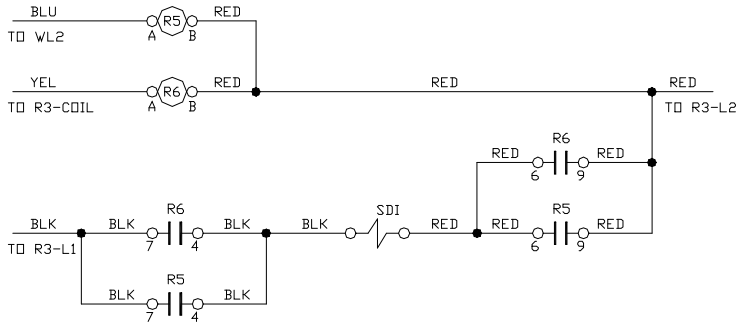 BLU R5 RED
TO WL2 A B
YEL R6 RED RED RED
TO R3-COIL A B TO R3-L2
R6
RED RED
6 9
R6 SDI R5
BLK BLK BLK BLK RED RED RED
TO R3-L1 7 4 6 9
R5
BLK BLK
7 4